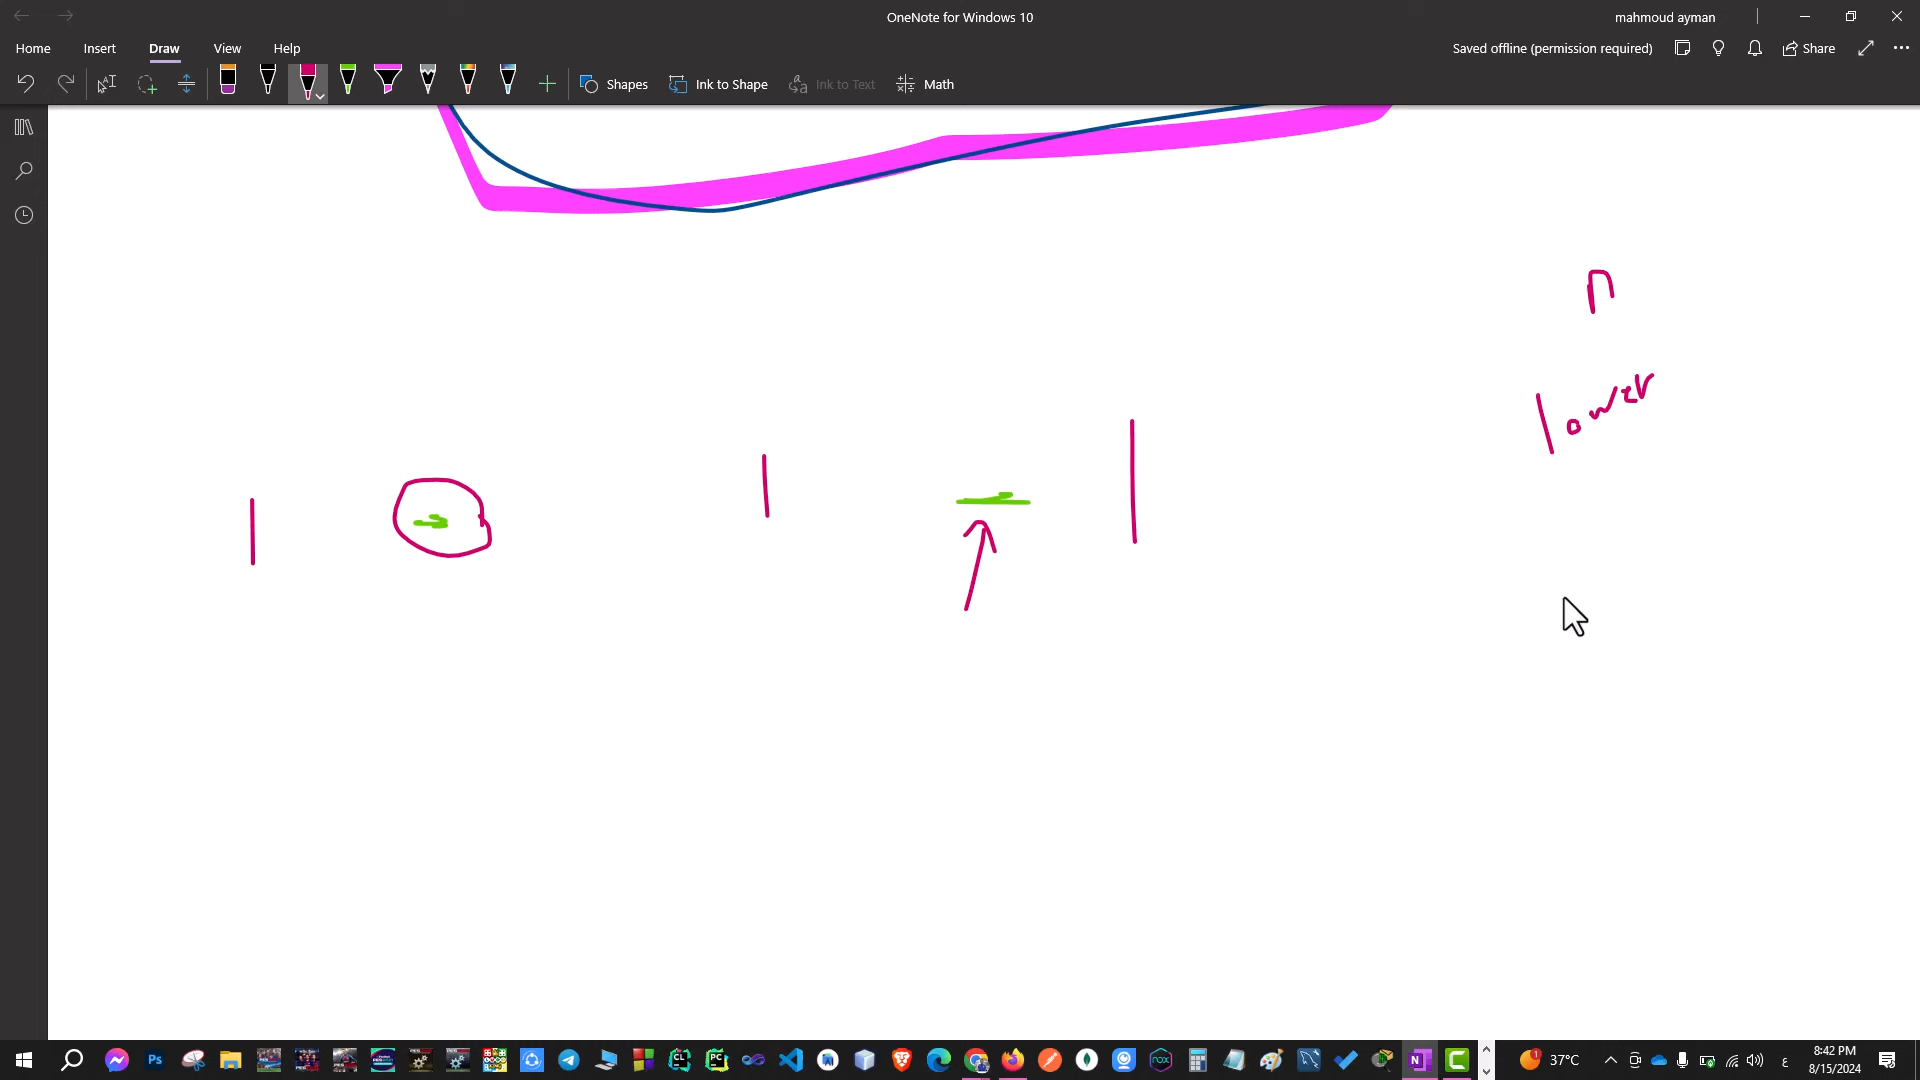 OneNote for Windows 10
mahmoud ayman
Home Insert Draw View Help
Saved offline (permission required)
Share
Shapes
Ink to Shape
Ink to Text
Math
n
lower
37°C
ع
8:42 PM
8/15/2024